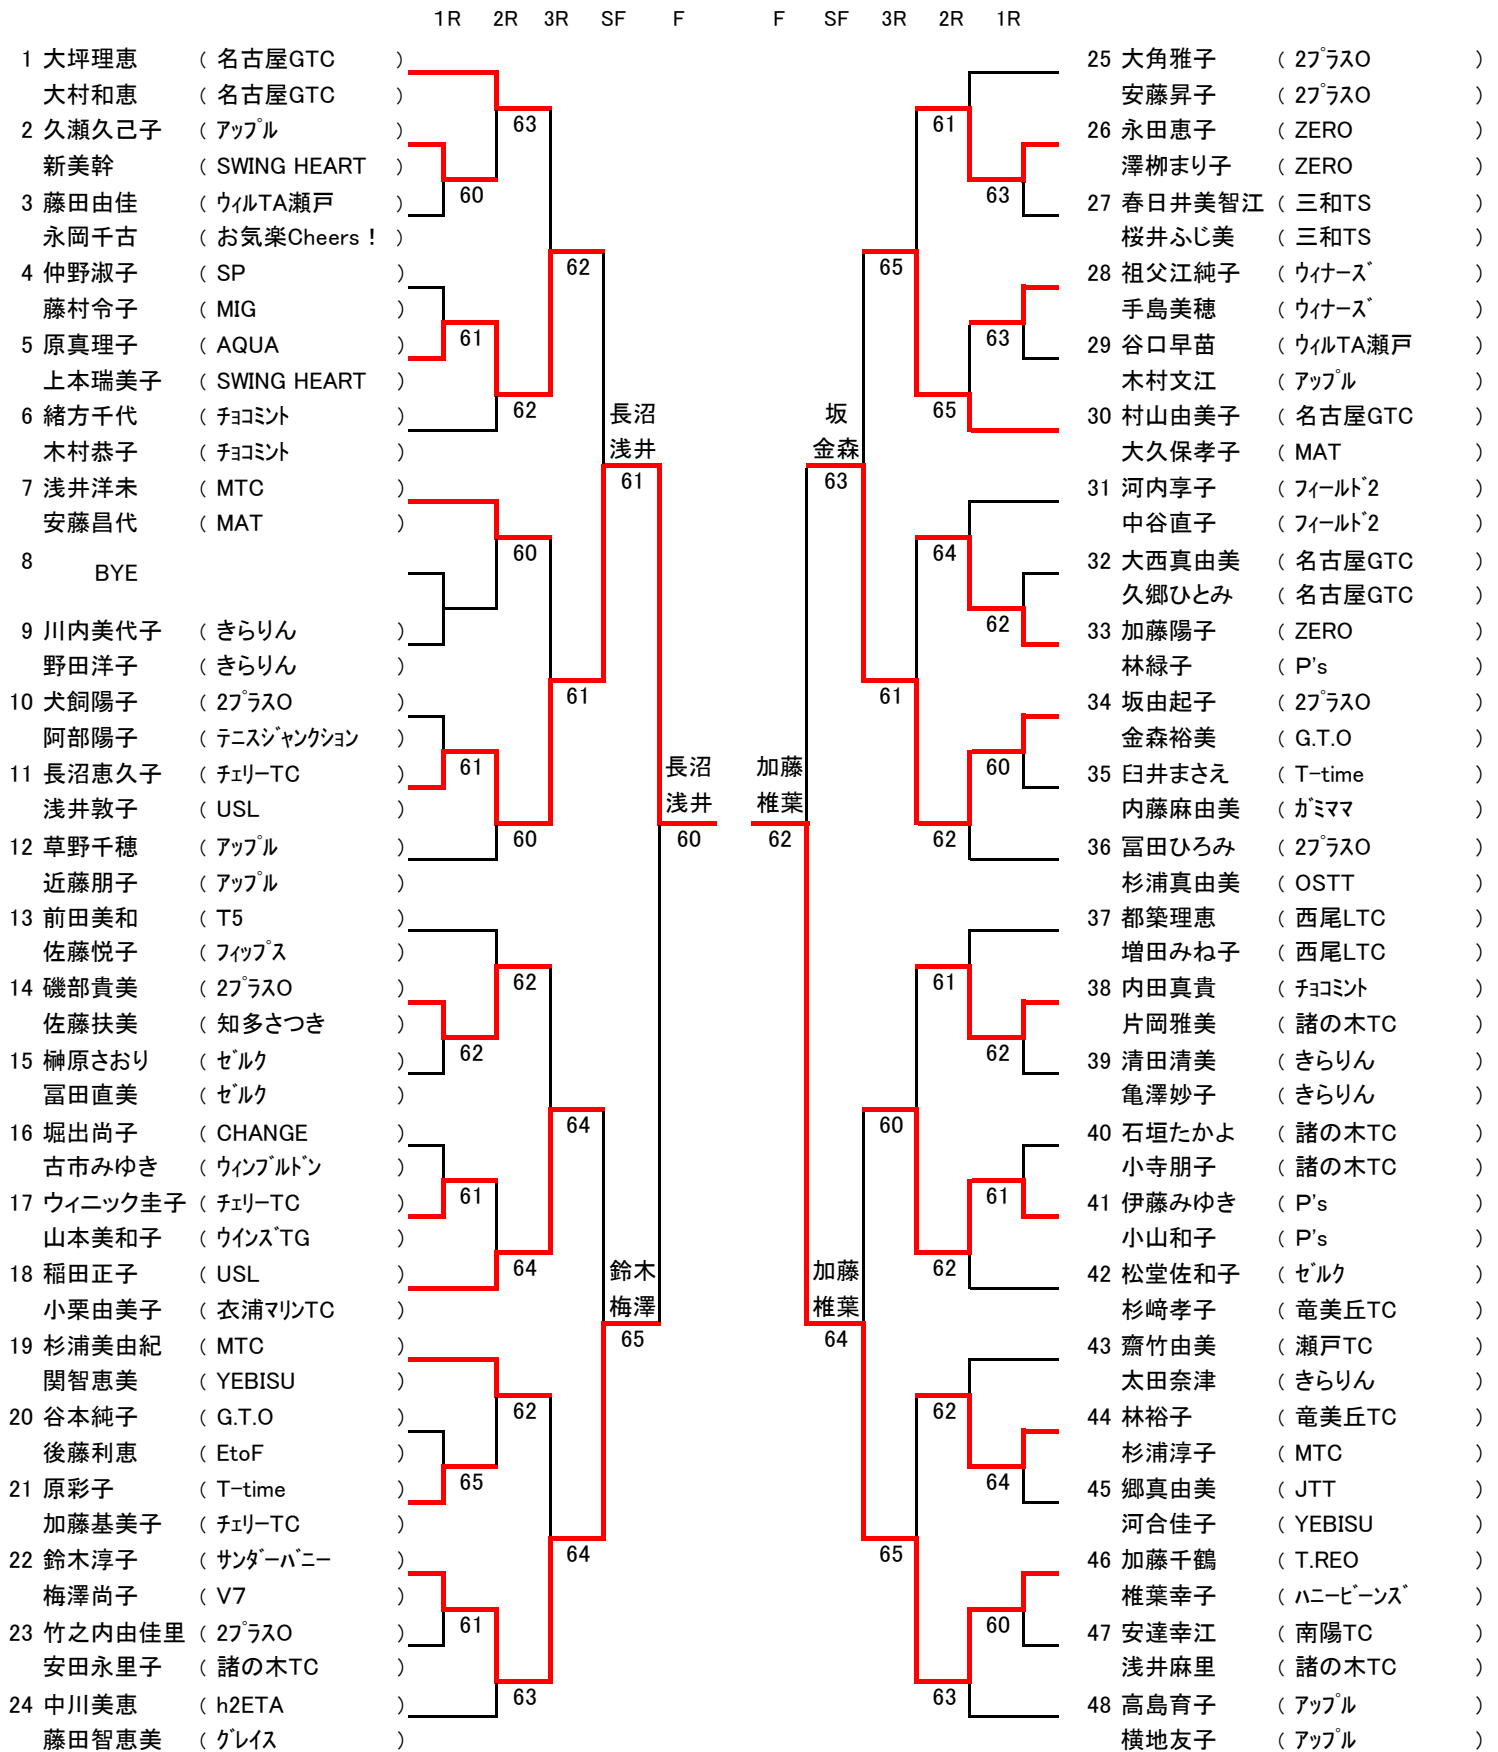 1R 2R 3R SF F F SF 3R 2R 1R
1 大坪理恵 ( 名古屋GTC )
大村和恵 ( 名古屋GTC )
2 久瀬久己子 ( アップル )
新美幹 ( SWING HEART )
3 藤田由佳 ( ウィルTA瀬戸 )
永岡千古 ( お気楽Cheers! )
4 仲野淑子 ( SP )
藤村令子 ( MIG )
5 原真理子 ( AQUA )
上本瑞美子 ( SWING HEART )
6 緒方千代 ( チョコミント )
木村恭子 ( チョコミント )
7 浅井洋未 ( MTC )
安藤昌代 ( MAT )
8 BYE
9 川内美代子 ( きらりん )
野田洋子 ( きらりん )
10 犬飼陽子 ( 2プラスO )
阿部陽子 ( テニスジャンクション )
11 長沼恵久子 ( チェリーTC )
浅井敦子 ( USL )
12 草野千穂 ( アップル )
近藤朋子 ( アップル )
13 前田美和 ( T5 )
佐藤悦子 ( フィップス )
14 磯部貴美 ( 2プラスO )
佐藤扶美 ( 知多さつき )
15 榊原さおり ( ゼルク )
冨田直美 ( ゼルク )
16 堀出尚子 ( CHANGE )
古市みゆき ( ウィンブルドン )
17 ウィニック圭子 ( チェリーTC )
山本美和子 ( ウインズTG )
18 稲田正子 ( USL )
小栗由美子 ( 衣浦マリンTC )
19 杉浦美由紀 ( MTC )
関智恵美 ( YEBISU )
20 谷本純子 ( G.T.O )
後藤利恵 ( EtoF )
21 原彩子 ( T-time )
加藤基美子 ( チェリーTC )
22 鈴木淳子 ( サンダーバニー )
梅澤尚子 ( V7 )
23 竹之内由佳里 ( 2プラスO )
安田永里子 ( 諸の木TC )
24 中川美恵 ( h2ETA )
藤田智恵美 ( グレイス )
63
60
61
62
60
61
60
62
62
61
64
62
65
61
63
62
61
64
64
長沼
浅井
61
鈴木
梅澤
65
長沼
浅井
60
加藤
椎葉
62
坂
金森
63
加藤
椎葉
64
65
61
60
65
61
63
63
65
64
62
60
62
61
62
61
62
62
64
60
63
25 大角雅子 ( 2プラスO )
安藤昇子 ( 2プラスO )
26 永田恵子 ( ZERO )
澤栁まり子 ( ZERO )
27 春日井美智江 ( 三和TS )
桜井ふじ美 ( 三和TS )
28 祖父江純子 ( ウィナーズ )
手島美穂 ( ウィナーズ )
29 谷口早苗 ( ウィルTA瀬戸 )
木村文江 ( アップル )
30 村山由美子 ( 名古屋GTC )
大久保孝子 ( MAT )
31 河内享子 ( フィールド2 )
中谷直子 ( フィールド2 )
32 大西真由美 ( 名古屋GTC )
久郷ひとみ ( 名古屋GTC )
33 加藤陽子 ( ZERO )
林緑子 ( P's )
34 坂由起子 ( 2プラスO )
金森裕美 ( G.T.O )
35 臼井まさえ ( T-time )
内藤麻由美 ( ガミママ )
36 冨田ひろみ ( 2プラスO )
杉浦真由美 ( OSTT )
37 都築理恵 ( 西尾LTC )
増田みね子 ( 西尾LTC )
38 内田真貴 ( チョコミント )
片岡雅美 ( 諸の木TC )
39 清田清美 ( きらりん )
亀澤妙子 ( きらりん )
40 石垣たかよ ( 諸の木TC )
小寺朋子 ( 諸の木TC )
41 伊藤みゆき ( P's )
小山和子 ( P's )
42 松堂佐和子 ( ゼルク )
杉﨑孝子 ( 竜美丘TC )
43 齋竹由美 ( 瀬戸TC )
太田奈津 ( きらりん )
44 林裕子 ( 竜美丘TC )
杉浦淳子 ( MTC )
45 郷真由美 ( JTT )
河合佳子 ( YEBISU )
46 加藤千鶴 ( T.REO )
椎葉幸子 ( ハニービーンズ )
47 安達幸江 ( 南陽TC )
浅井麻里 ( 諸の木TC )
48 高島育子 ( アップル )
横地友子 ( アップル )